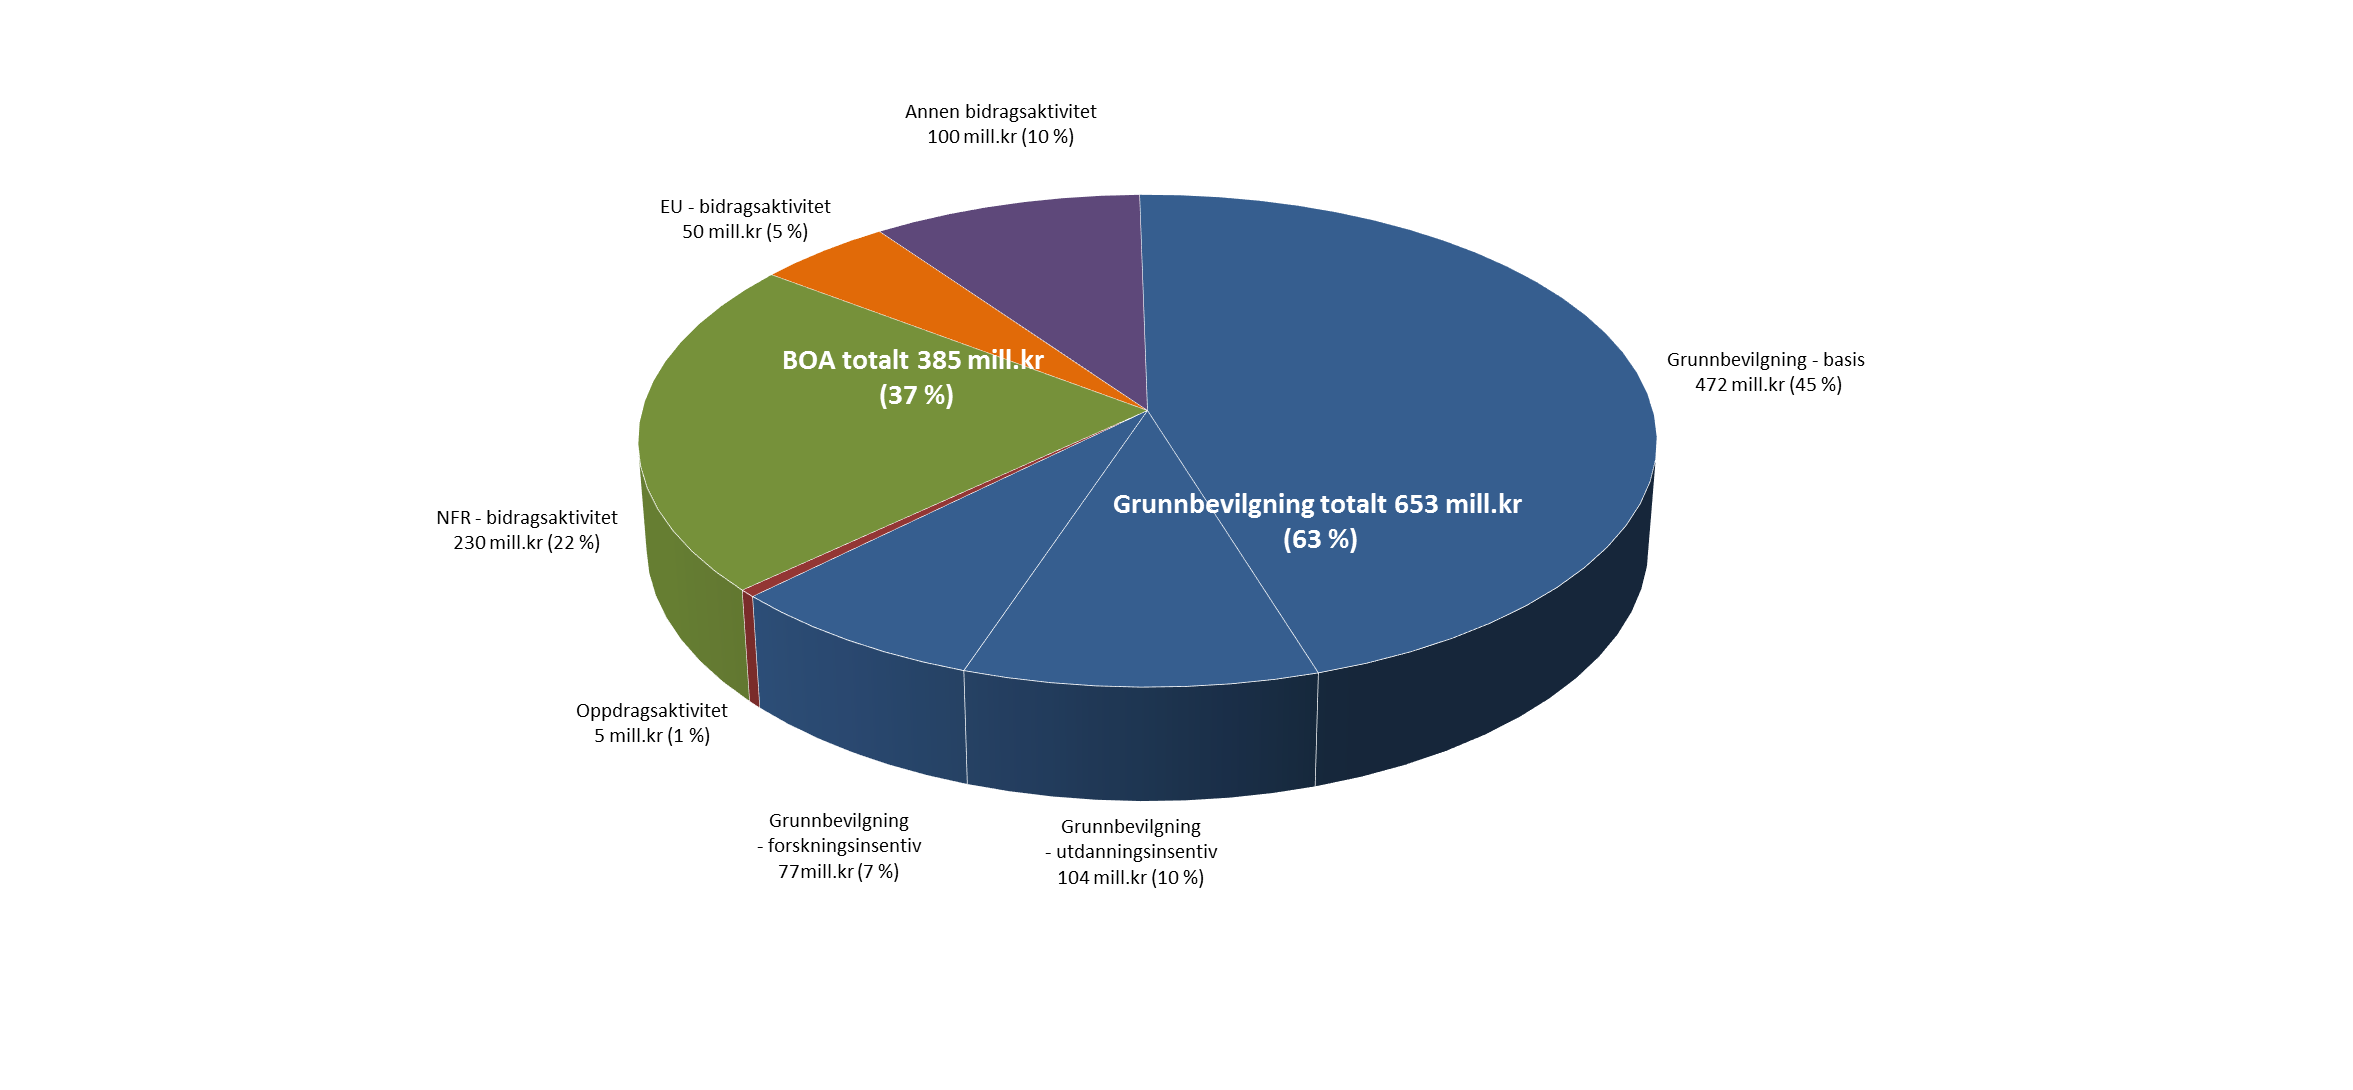 Annen bidragsaktivitet
100 mill.kr (10 %)
EU - bidragsaktivitet
50 mill.kr (5 %)
BOA totalt 385 mill.kr
(37 %)
Grunnbevilgning - basis
472 mill.kr (45 %)
Grunnbevilgning totalt 653 mill.kr
(63 %)
NFR - bidragsaktivitet
230 mill.kr (22 %)
Oppdragsaktivitet
5 mill.kr (1 %)
Grunnbevilgning
- forskningsinsentiv
77mill.kr (7 %)
Grunnbevilgning
- utdanningsinsentiv
104 mill.kr (10 %)